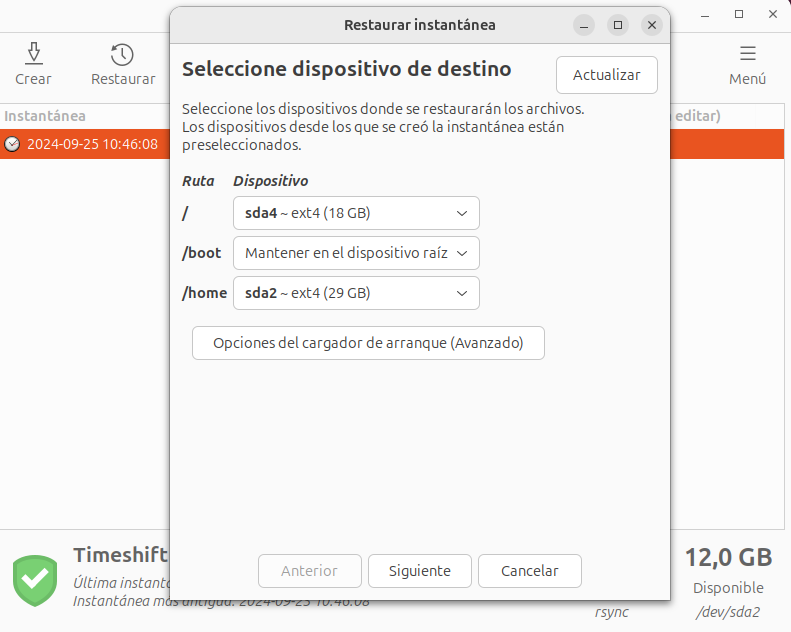 Restaurar instantánea
Crear
Restaurar
Menú
Instantánea
editar)
2024-09-25 10:46:08
Seleccione dispositivo de destino
Actualizar
Seleccione los dispositivos donde se restaurarán los archivos.
Los dispositivos desde los que se creó la instantánea están
preseleccionados.
Ruta Dispositivo
/ sda4 ~ ext4 (18 GB)
/boot Mantener en el dispositivo raíz
/home sda2 ~ ext4 (29 GB)
Opciones del cargador de arranque (Avanzado)
Anterior Siguiente Cancelar
Timeshift
Última
Instantánea más antigua: 2024-09-25 10:46:08
12,0 GB
Disponible
rsync /dev/sda2